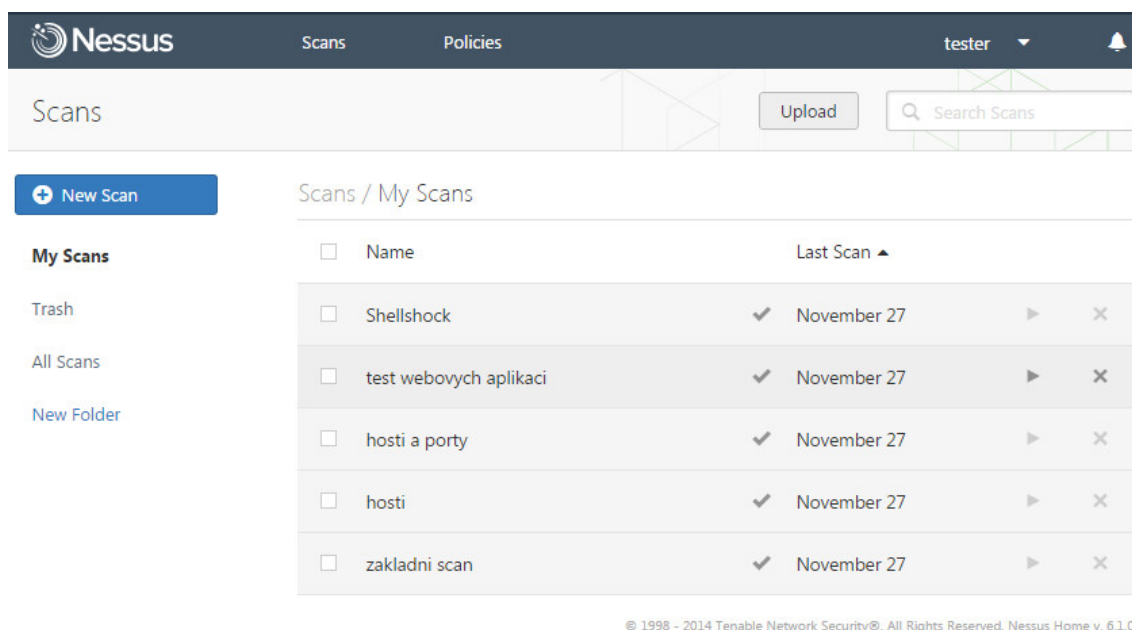 Nessus Scans Policies tester
Scans Upload Search Scans
New Scan Scans / My Scans
My Scans Name Last Scan
Trash Shellshock November 27
All Scans test webovych aplikaci November 27
New Folder
hosti a porty November 27
hosti November 27
zakladni scan November 27
© 1998 - 2014 Tenable Network Security®. All Rights Reserved. Nessus Home v. 6.1.0